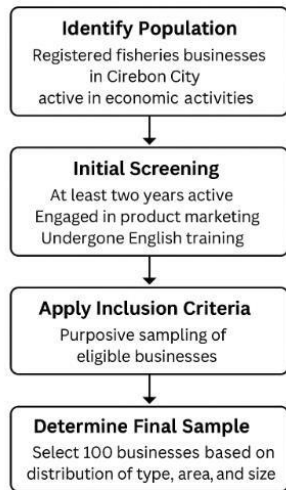 Identify Population
Registered fisheries businesses
in Cirebon City
active in economic activities
Initial Screening
At least two years active
Engaged in product marketing
Undergone English training
Apply Inclusion Criteria
Purposive sampling of
eligible businesses
Determine Final Sample
Select 100 businesses based on
distribution of type, area, and size